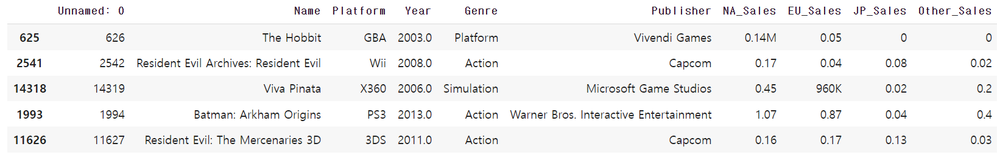 Unnamed: 0 Name Platform Year Genre Publisher NA_Sales EU_Sales JP_Sales Other_Sales
625 626 The Hobbit GBA 2003.0 Platform Vivendi Games 0.14M 0.05 0 0
2541 2542 Resident Evil Archives: Resident Evil Wii 2008.0 Action Capcom 0.17 0.04 0.08 0.02
14318 14319 Viva Pinata X360 2006.0 Simulation Microsoft Game Studios 0.45 960K 0.02 0.2
1993 1994 Batman: Arkham Origins PS3 2013.0 Action Warner Bros. Interactive Entertainment 1.07 0.87 0.04 0.4
11626 11627 Resident Evil: The Mercenaries 3D 3DS 2011.0 Action Capcom 0.16 0.17 0.13 0.03